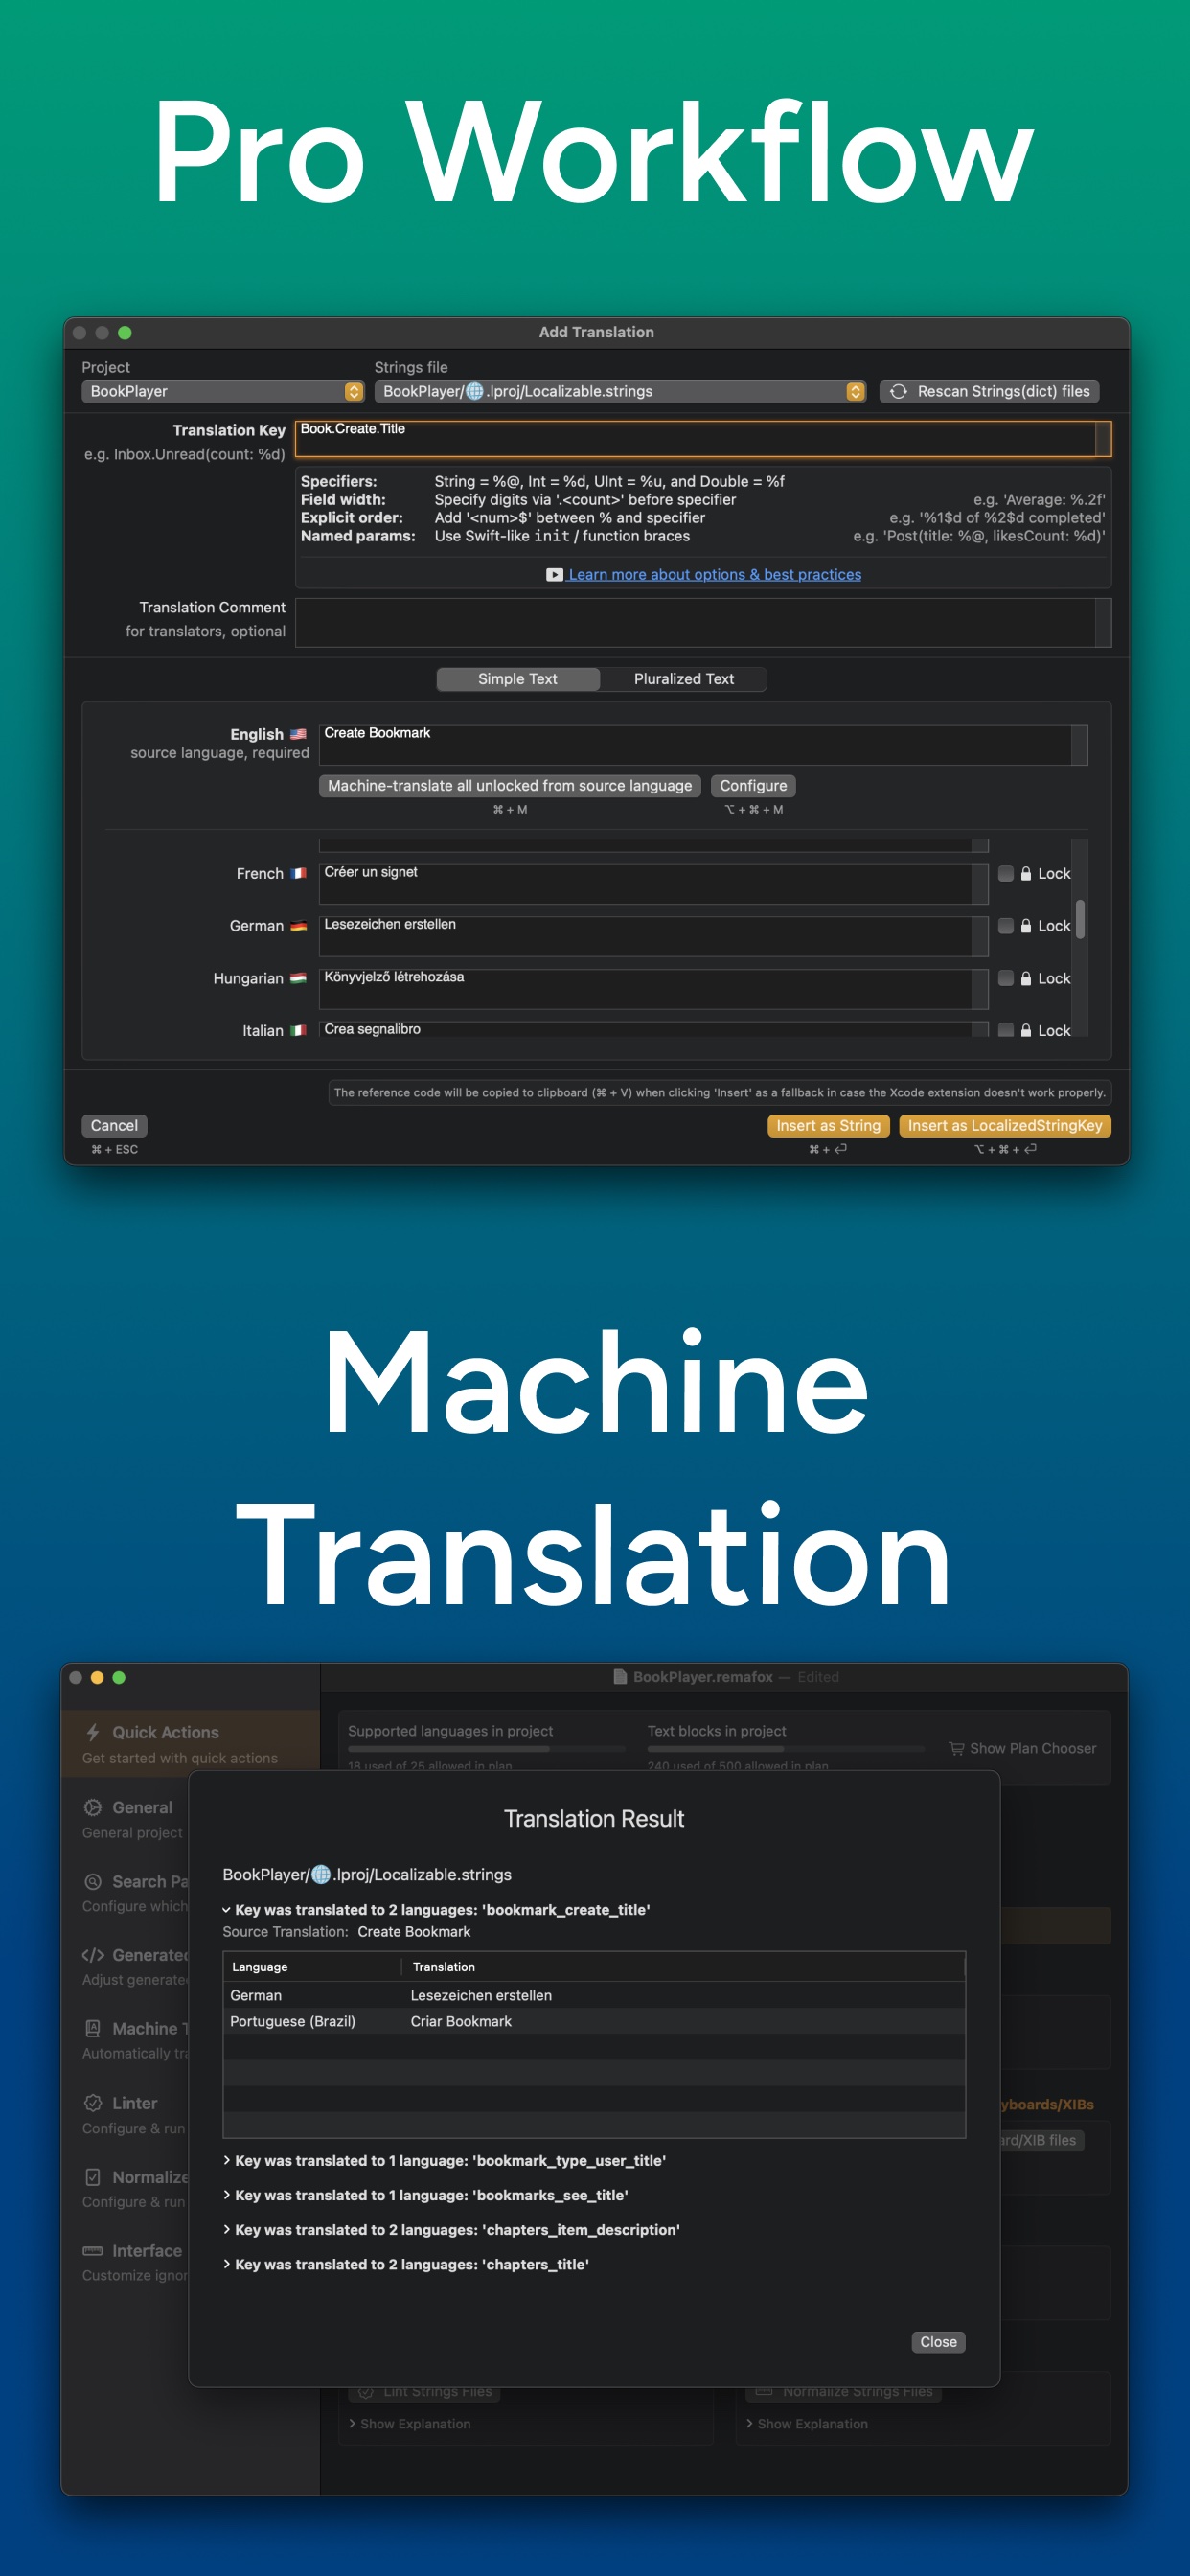 Pro Workflow
Add Translation
Project
Strings file
BookPlayer
BookPlayer/🌐.lproj/Localizable.strings
Rescan Strings(dict) files
Translation Key
Book.Create.Title
e.g. Inbox.Unread(count: %d)
Specifiers: String = %@, Int = %d, UInt = %u, and Double = %f
Field width: Specify digits via '.<count>' before specifier e.g. 'Average: %.2f'
Explicit order: Add '<num>$' between % and specifier e.g. '%1$d of %2$d completed'
Named params: Use Swift-like init / function braces e.g. 'Post(title: %@, likesCount: %d)'
Learn more about options & best practices
Translation Comment
for translators, optional
Simple Text Pluralized Text
English 🇺🇸 Create Bookmark
source language, required
Machine-translate all unlocked from source language Configure
⌘ + M ⌥ + ⌘ + M
French 🇫🇷 Créer un signet Lock
German 🇩🇪 Lesezeichen erstellen Lock
Hungarian 🇭🇺 Könyvjelző létrehozása Lock
Italian 🇮🇹 Crea segnalibro Lock
The reference code will be copied to clipboard (⌘ + V) when clicking 'Insert' as a fallback in case the Xcode extension doesn't work properly.
Cancel Insert as String Insert as LocalizedStringKey
⌘ + ESC ⌘ + ⏎ ⌥ + ⌘ + ⏎
Machine
Translation
BookPlayer.remafox — Edited
Quick Actions
Get started with quick actions
Supported languages in project
18 used of 25 allowed in plan
Text blocks in project
240 used of 500 allowed in plan
Show Plan Chooser
General
General project
Search Pa
Configure which
Generated
Adjust generate
Machine T
Automatically tra
Linter
Configure & run
Normalize
Configure & run
Interface
Customize ignor
Translation Result
BookPlayer/🌐.lproj/Localizable.strings
Key was translated to 2 languages: 'bookmark_create_title'
Source Translation: Create Bookmark
Language Translation
German Lesezeichen erstellen
Portuguese (Brazil) Criar Bookmark
Key was translated to 1 language: 'bookmark_type_user_title'
Key was translated to 1 language: 'bookmarks_see_title'
Key was translated to 2 languages: 'chapters_item_description'
Key was translated to 2 languages: 'chapters_title'
Close
yboards/XIBs
ard/XIB files
Lint Strings Files
Normalize Strings Files
Show Explanation
Show Explanation